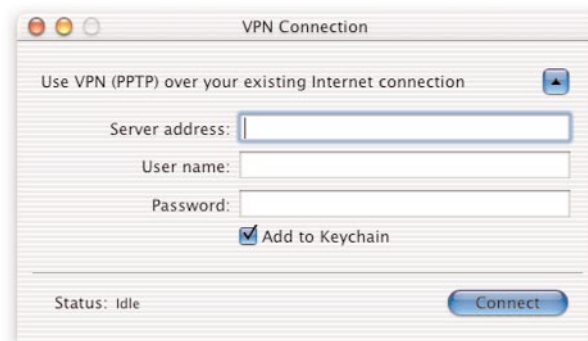 VPN Connection
Use VPN (PPTP) over your existing Internet connection
Server address:
User name:
Password:
Add to Keychain
Status: Idle
Connect